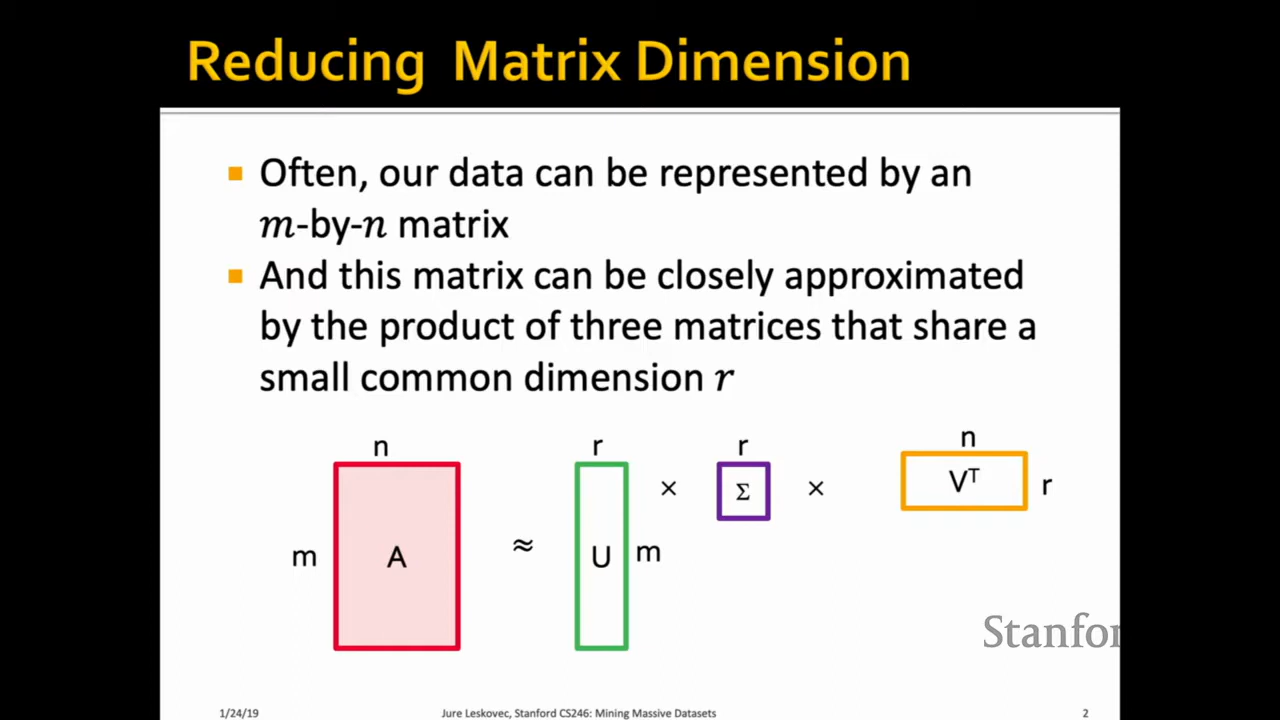 Reducing Matrix Dimension
Often, our data can be represented by an
m-by-n matrix
And this matrix can be closely approximated
by the product of three matrices that share a
small common dimension r
n
r
r
n
m
A
≈
U
m
×
Σ
×
Vᵀ
r
Stanfor
1/24/19
Jure Leskovec, Stanford CS246: Mining Massive Datasets
2